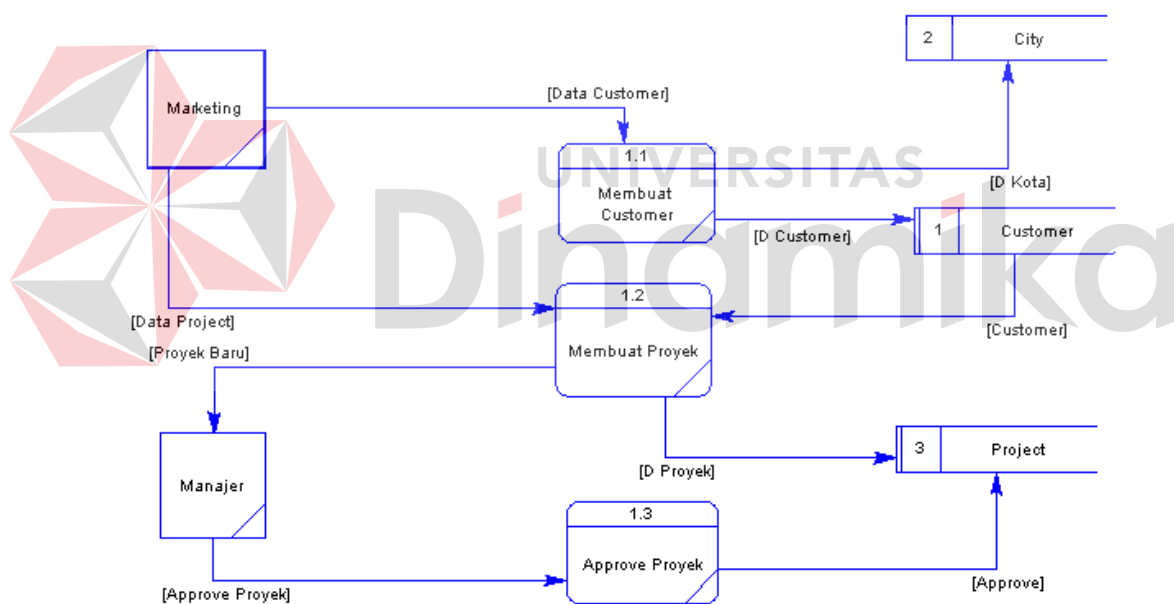 2 City
Marketing
[Data Customer]
1.1
UNIVERSITAS
Membuat
Customer
[D Kota]
Dinamika
1 Customer
[D Customer]
1.2
[Data Project]
[Customer]
[Proyek Baru]
Membuat Proyek
3 Project
[D Proyek]
Manajer
1.3
Approve Proyek
[Approve]
[Approve Proyek]